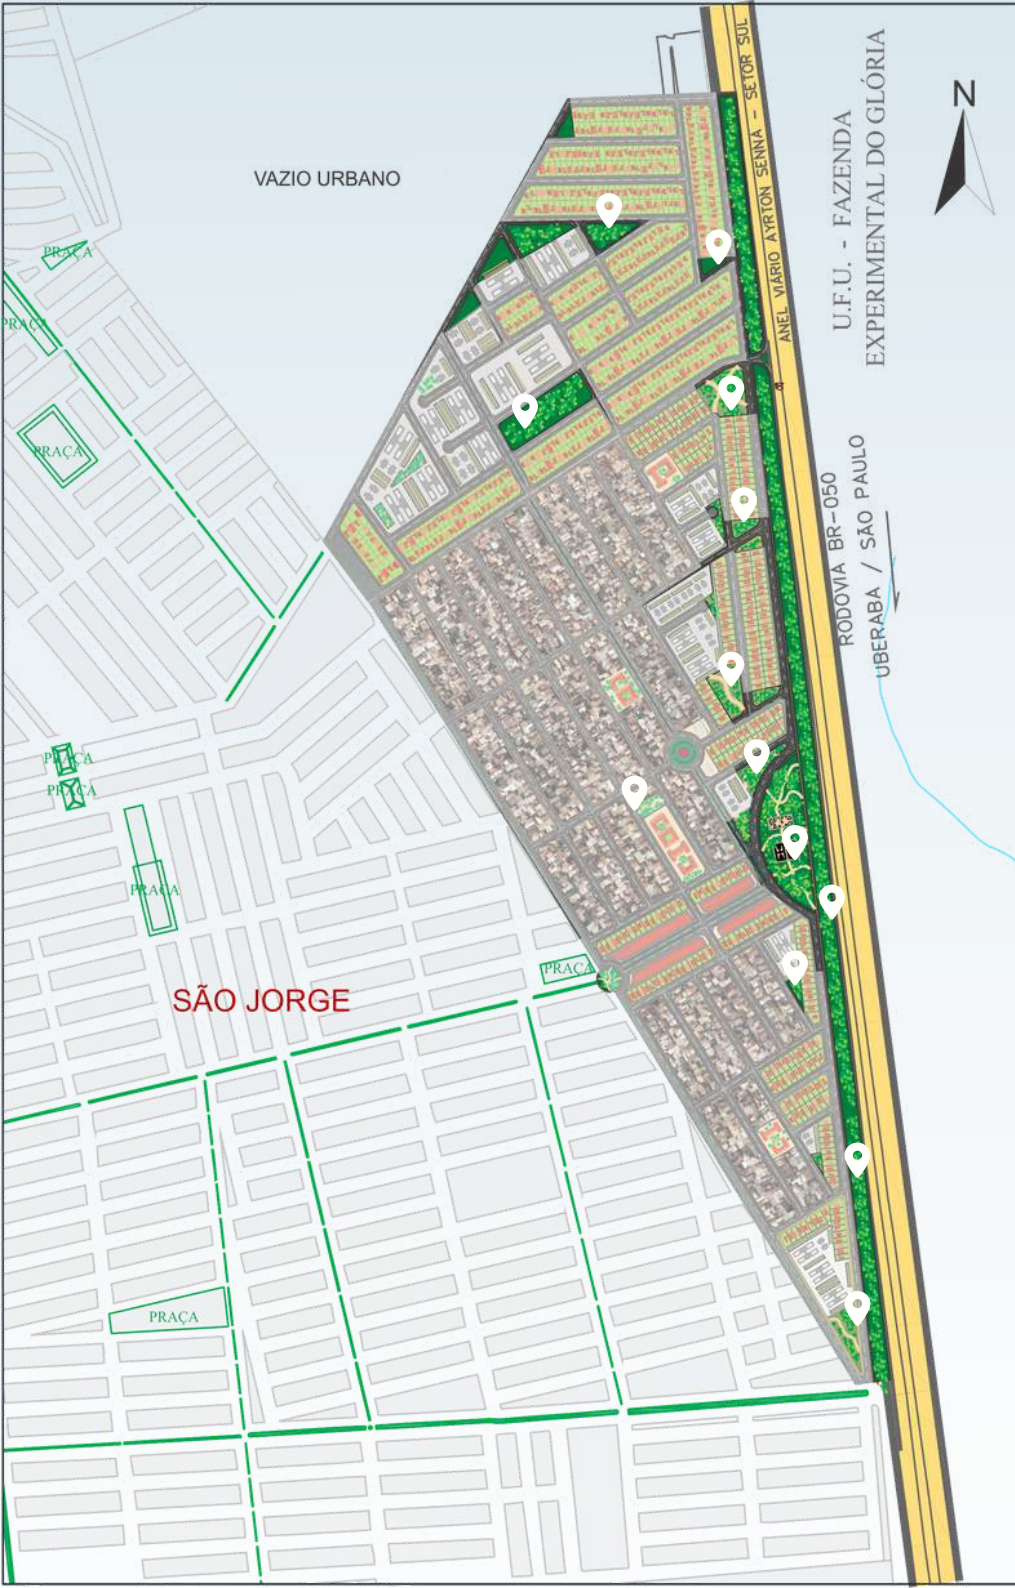 N
ANEL VIÁRIO AYRTON SENNA - SETOR SUL
U.F.U. - FAZENDA
EXPERIMENTAL DO GLÓRIA
VAZIO URBANO
PRAÇA
PRAÇA
PRAÇA
RODOVIA BR-050
UBERABA / SÃO PAULO
PRAÇA
PRAÇA
PRAÇA
PRAÇA
SÃO JORGE
PRAÇA